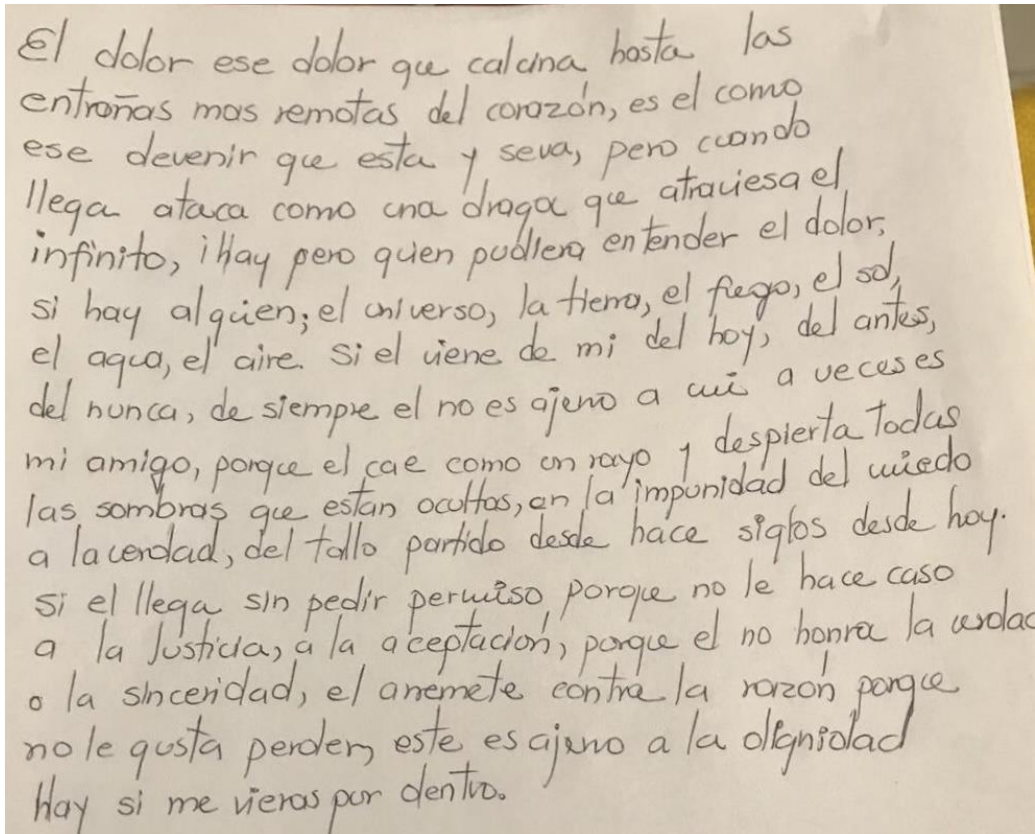 El dolor ese dolor que calcina hasta las
entrañas mas remotas del corazón, es el como
ese devenir que esta y seva, pero cuando
llega ataca como una draga que atraviesa el
infinito, ¡Hay pero quien pudiera entender el dolor,
si hay alguien; el universo, la tierra, el fuego, el sol,
el agua, el aire. Si el viene de mi del hoy, del antes,
del nunca, de siempre el no es ajeno a mi a veces es
mi amigo, porque el cae como un rayo y despierta todas
las sombras que estan ocultas, en la impunidad del miedo
a la verdad, del tallo partido desde hace siglos desde hoy.
Si el llega sin pedir permiso, porque no le hace caso
a la Justicia, a la aceptación, porque el no honra la verdad
o la sinceridad, el arremete contra la razón porque
no le gusta perder, este es ajeno a la dignidad
Hay si me vieras por dentro.